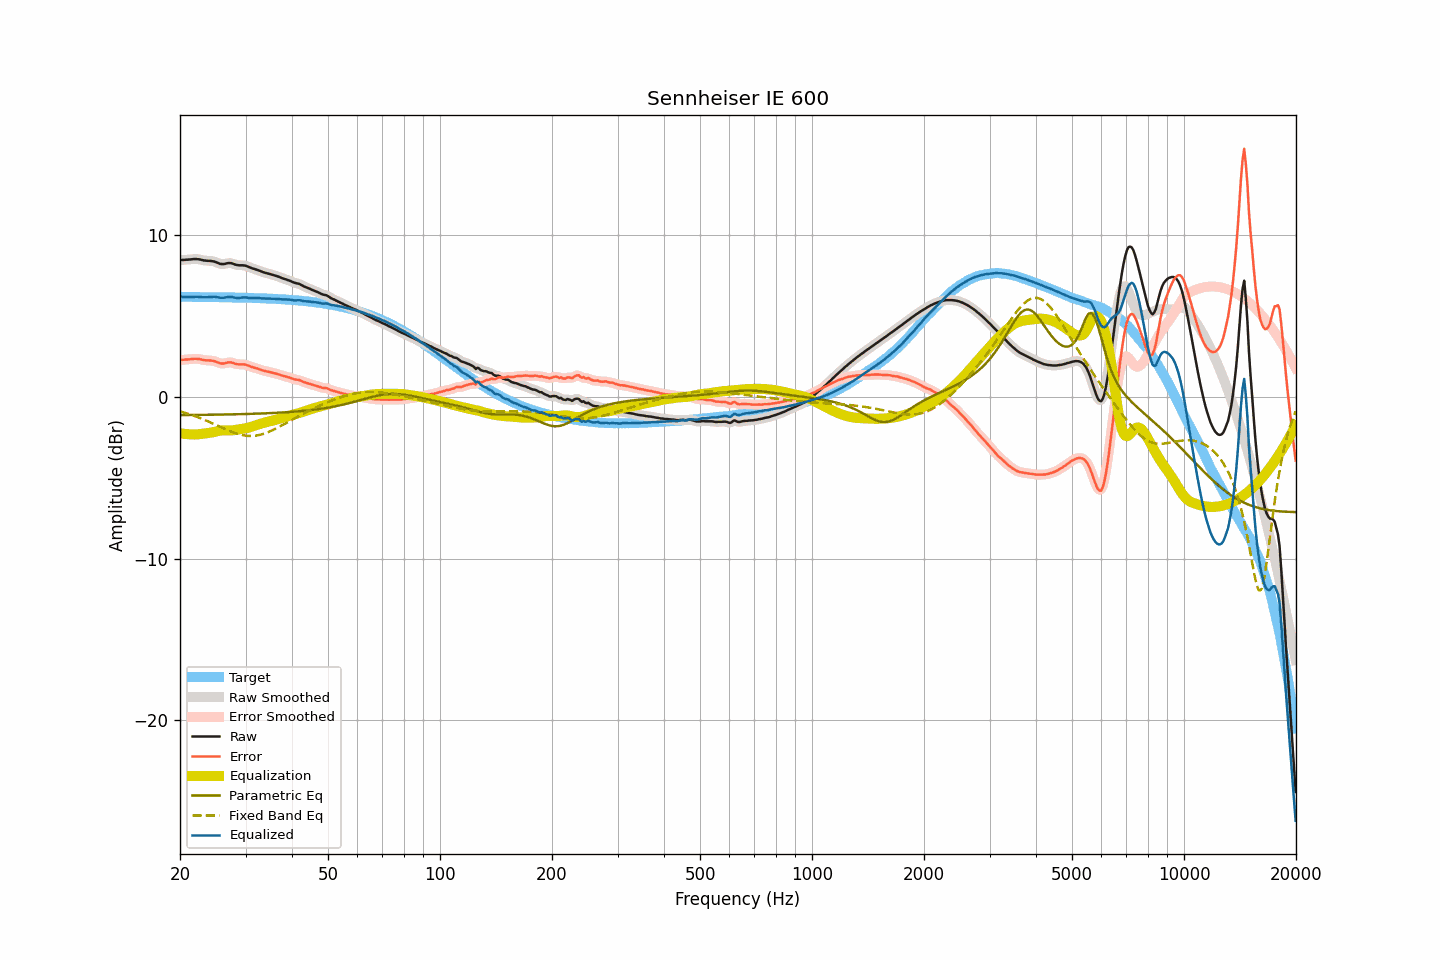 Sennheiser IE 600
Amplitude (dBr)
10
0
−10
−20
Target
Raw Smoothed
Error Smoothed
Raw
Error
Equalization
Parametric Eq
Fixed Band Eq
Equalized
20 50 100 200 500 1000 2000 5000 10000 20000
Frequency (Hz)